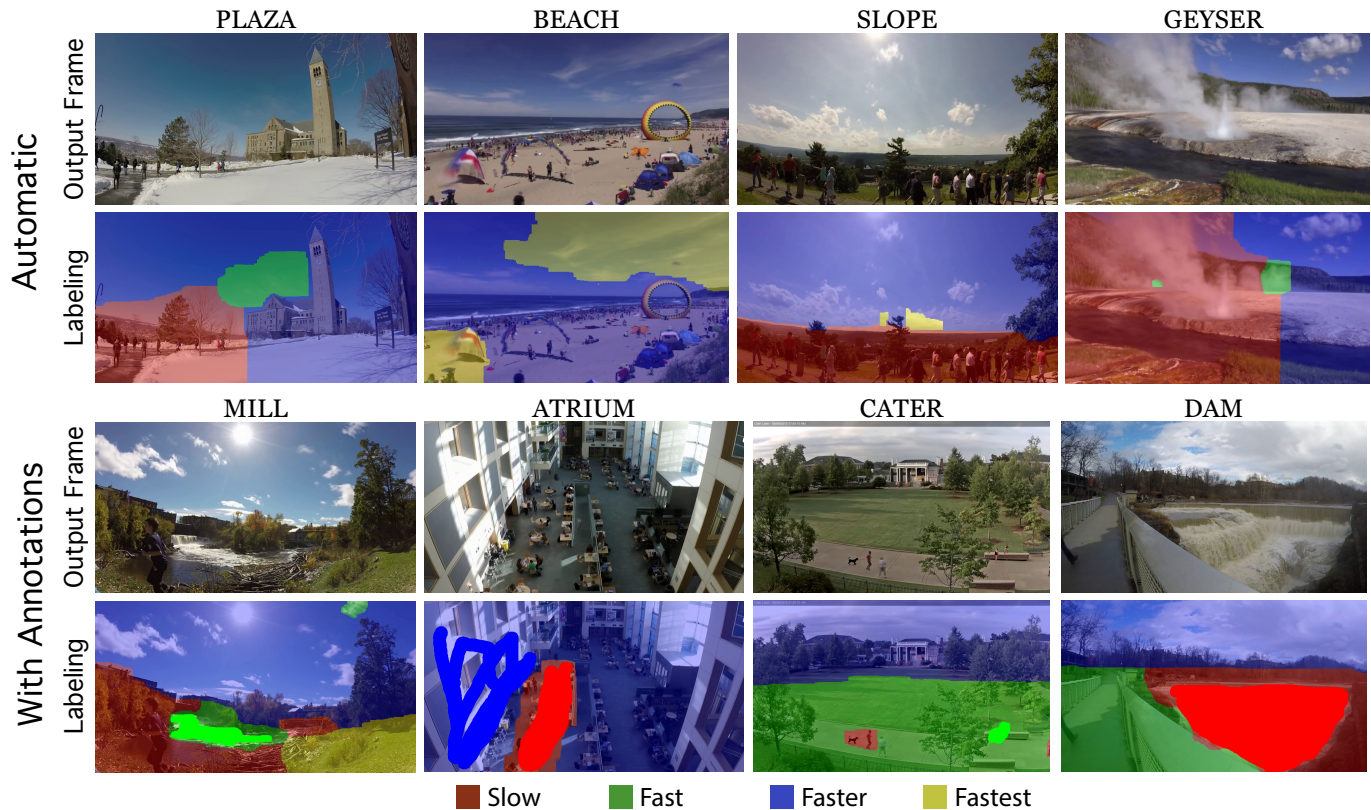 PLAZA BEACH SLOPE GEYSER
Automatic
Output Frame
Labeling
MILL ATRIUM CATER DAM
With Annotations
Output Frame
Labeling
Slow Fast Faster Fastest